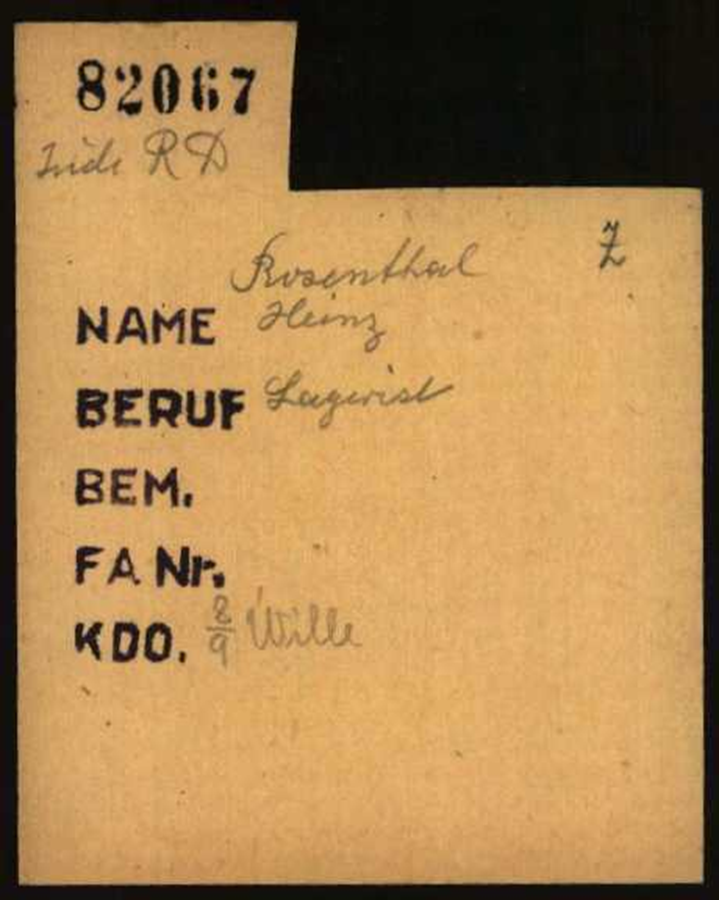 82067
Jude RD
Z
Rosenthal
NAME Heinz
BERUF Lagerist
BEM.
FA Nr.
KDO. 8/9 Wille